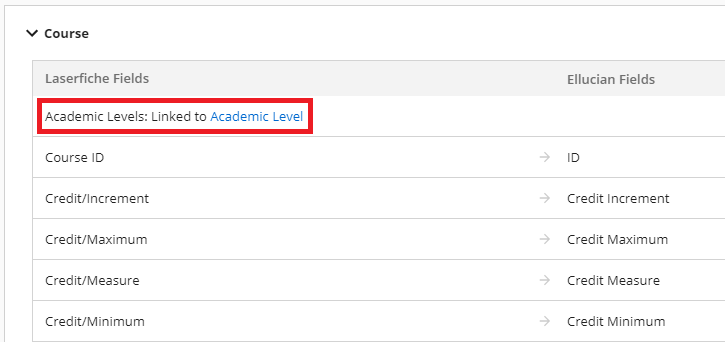 Course
Laserfiche Fields Ellucian Fields
Academic Levels: Linked to Academic Level
Course ID → ID
Credit/Increment → Credit Increment
Credit/Maximum → Credit Maximum
Credit/Measure → Credit Measure
Credit/Minimum → Credit Minimum